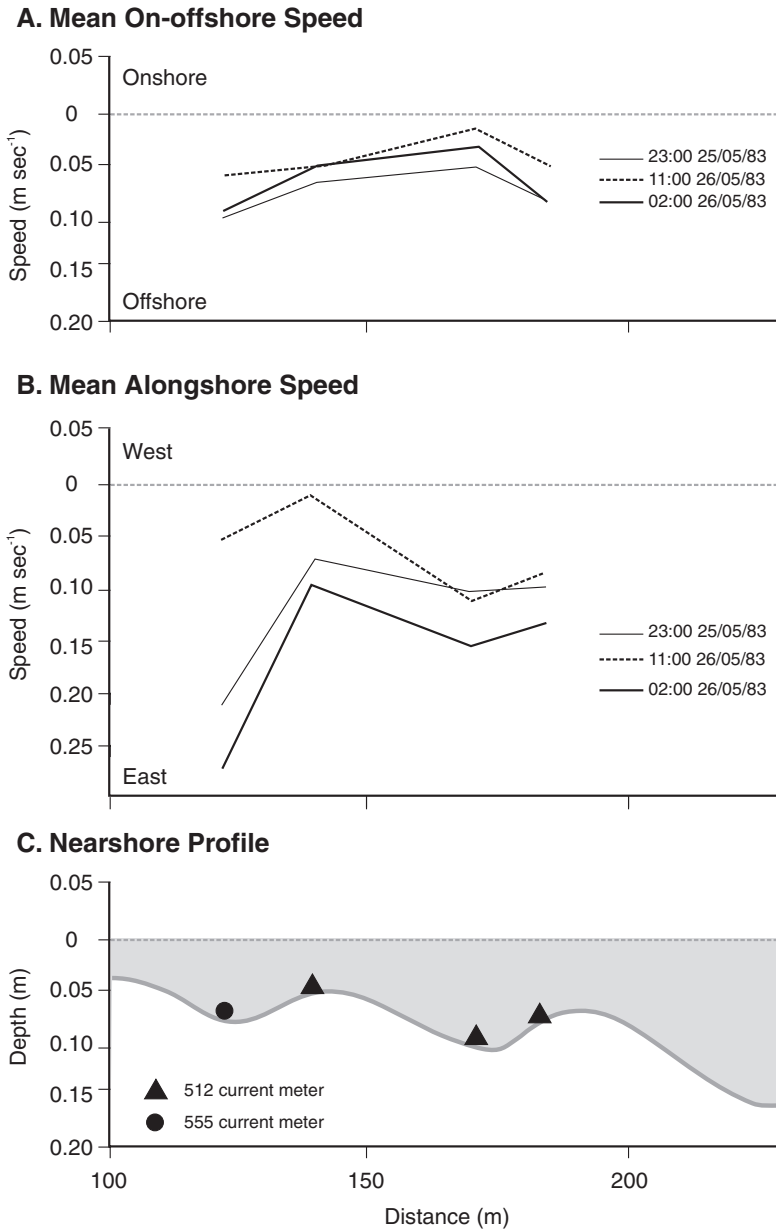 A. Mean On-offshore Speed
0.05
Onshore
0
0.05
0.10
0.15
0.20
Offshore
Speed (m sec⁻¹)
23:00 25/05/83
11:00 26/05/83
02:00 26/05/83
B. Mean Alongshore Speed
0.05
West
0
0.05
0.10
0.15
0.20
0.25
East
Speed (m sec⁻¹)
23:00 25/05/83
11:00 26/05/83
02:00 26/05/83
C. Nearshore Profile
0.05
0
0.05
0.10
0.15
0.20
Depth (m)
512 current meter
555 current meter
100 150 200
Distance (m)